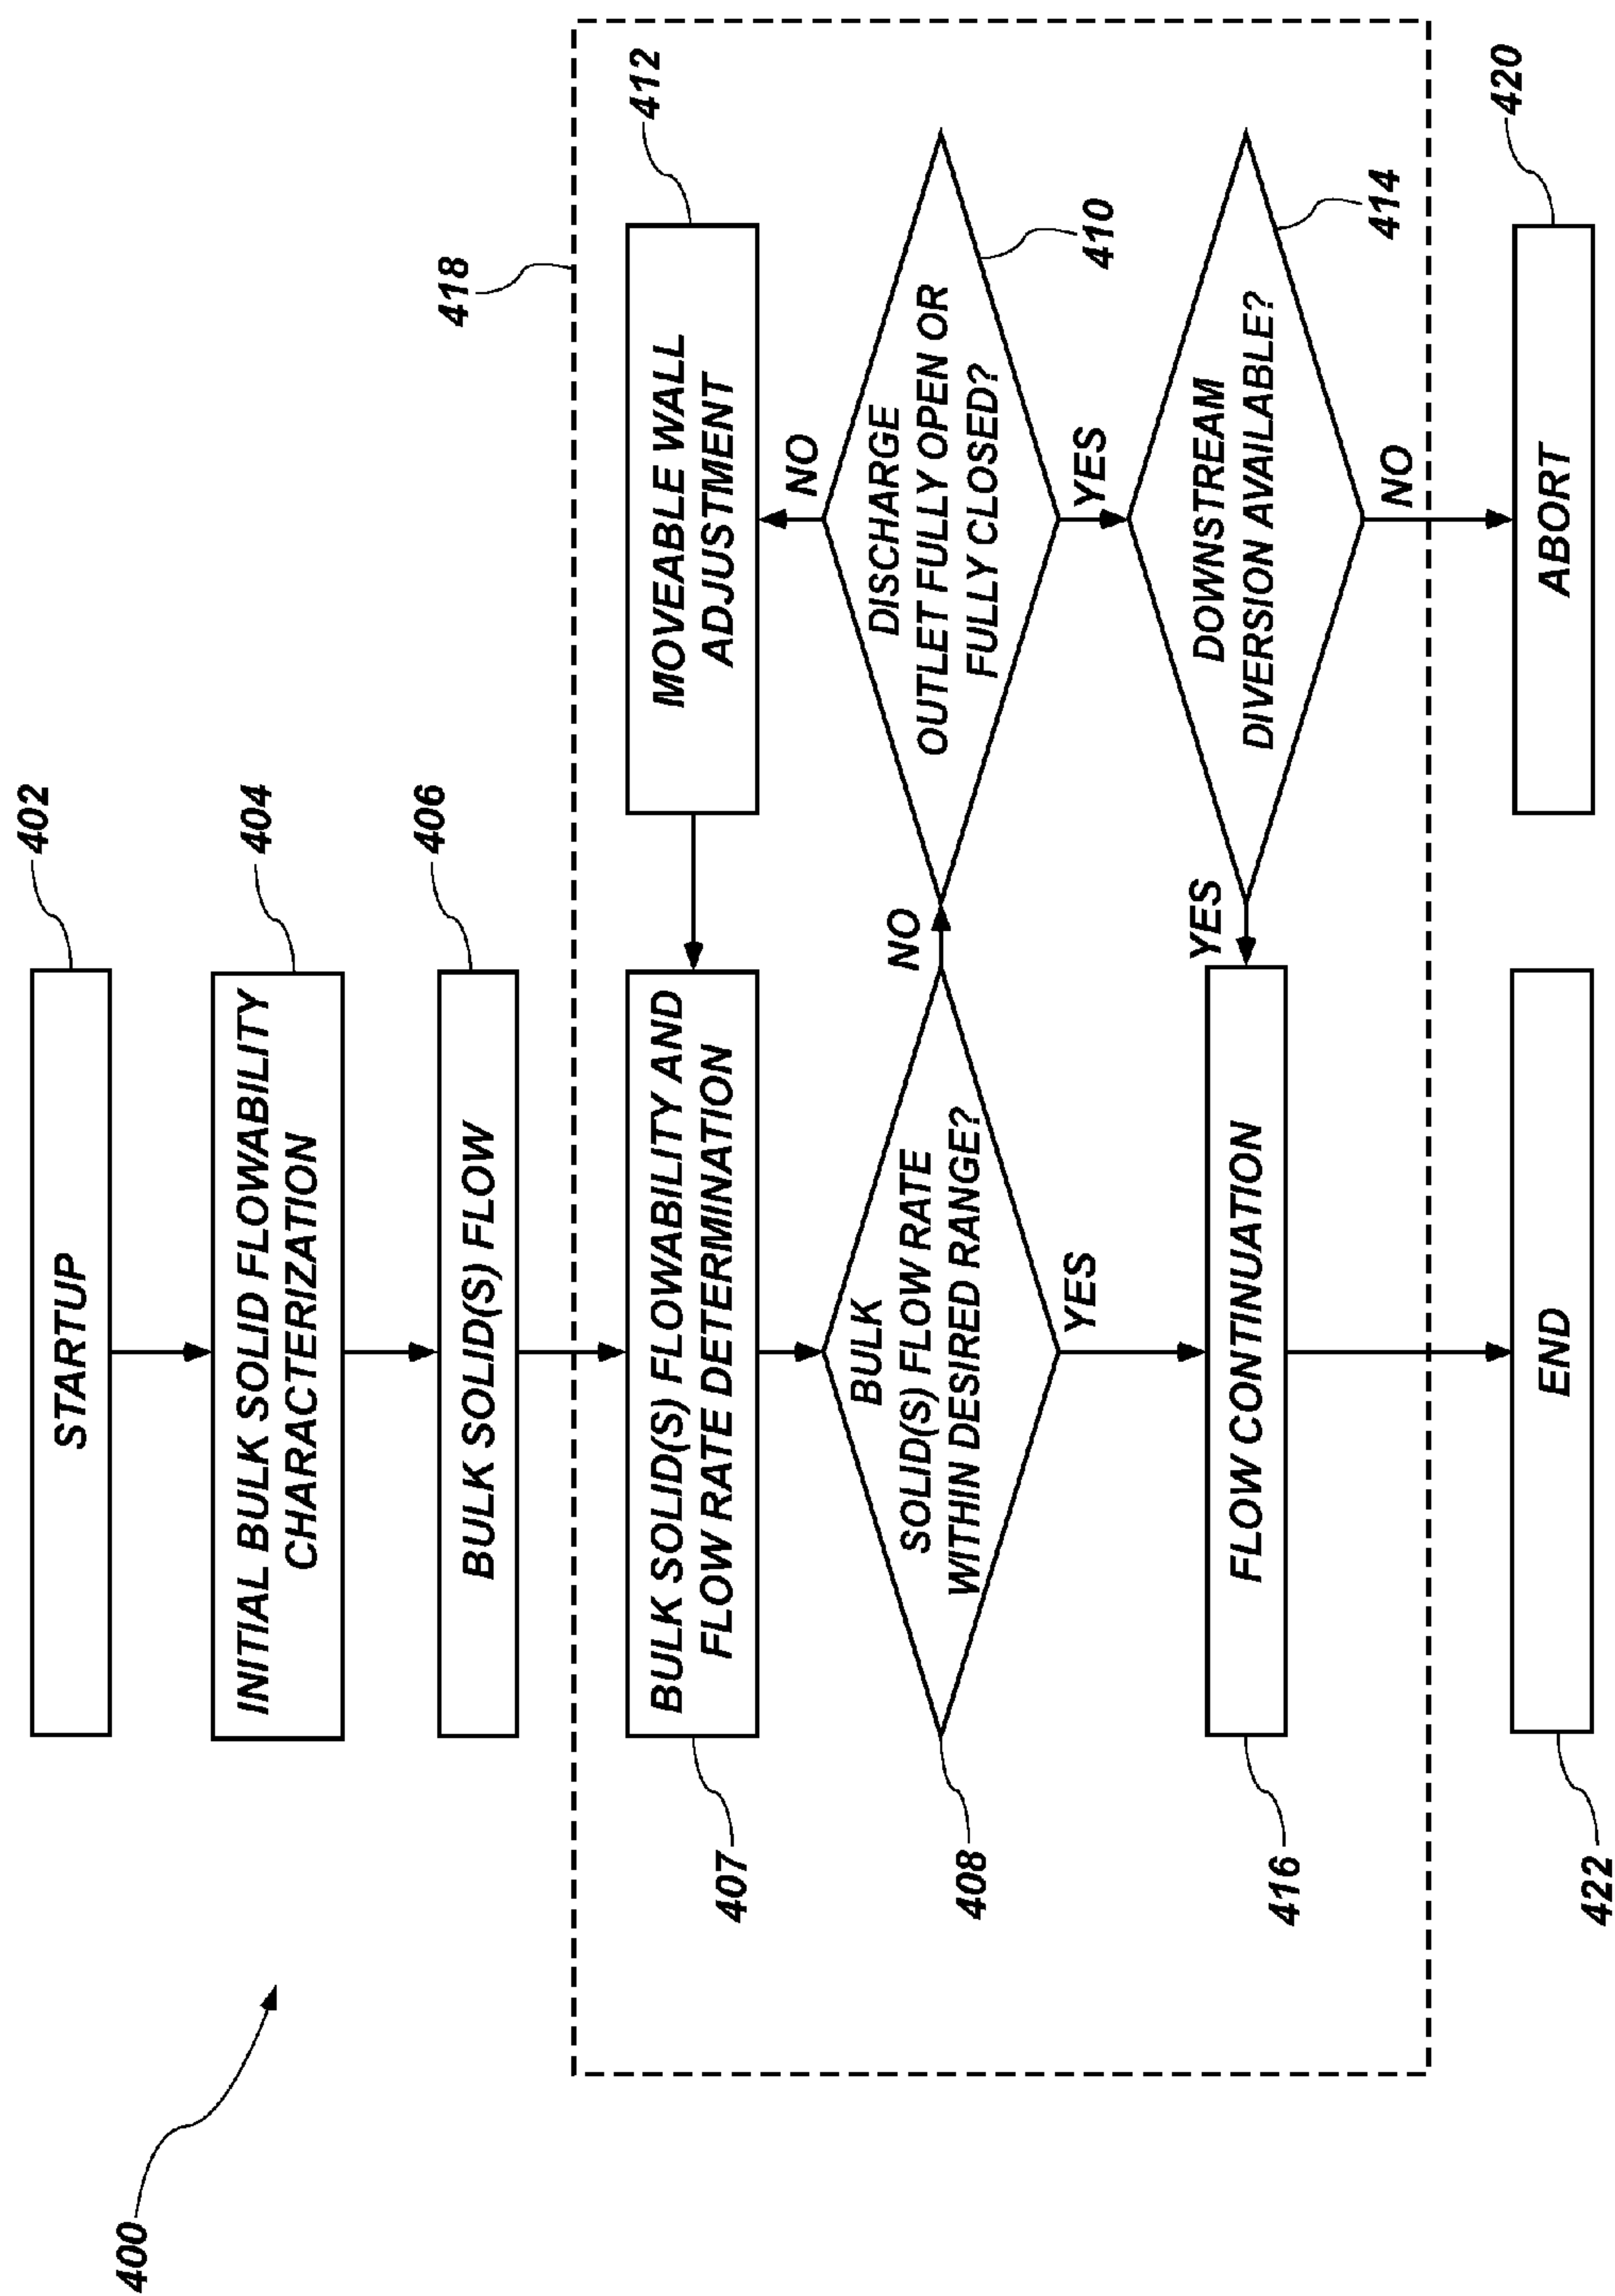 400
STARTUP
402
INITIAL BULK SOLID FLOWABILITY
CHARACTERIZATION
404
BULK SOLID(S) FLOW
406
418
BULK SOLID(S) FLOWABILITY AND
FLOW RATE DETERMINATION
407
MOVEABLE WALL
ADJUSTMENT
412
NO
BULK
SOLID(S) FLOW RATE
WITHIN DESIRED RANGE?
408
NO
DISCHARGE
OUTLET FULLY OPEN OR
FULLY CLOSED?
410
YES
YES
FLOW CONTINUATION
416
YES
DOWNSTREAM
DIVERSION AVAILABLE?
414
NO
END
422
ABORT
420